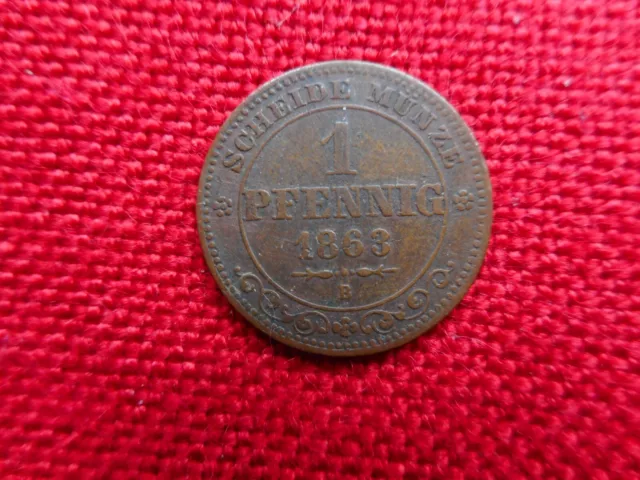 SCHEIDE MÜNZE
1
PFENNIG
1863
B